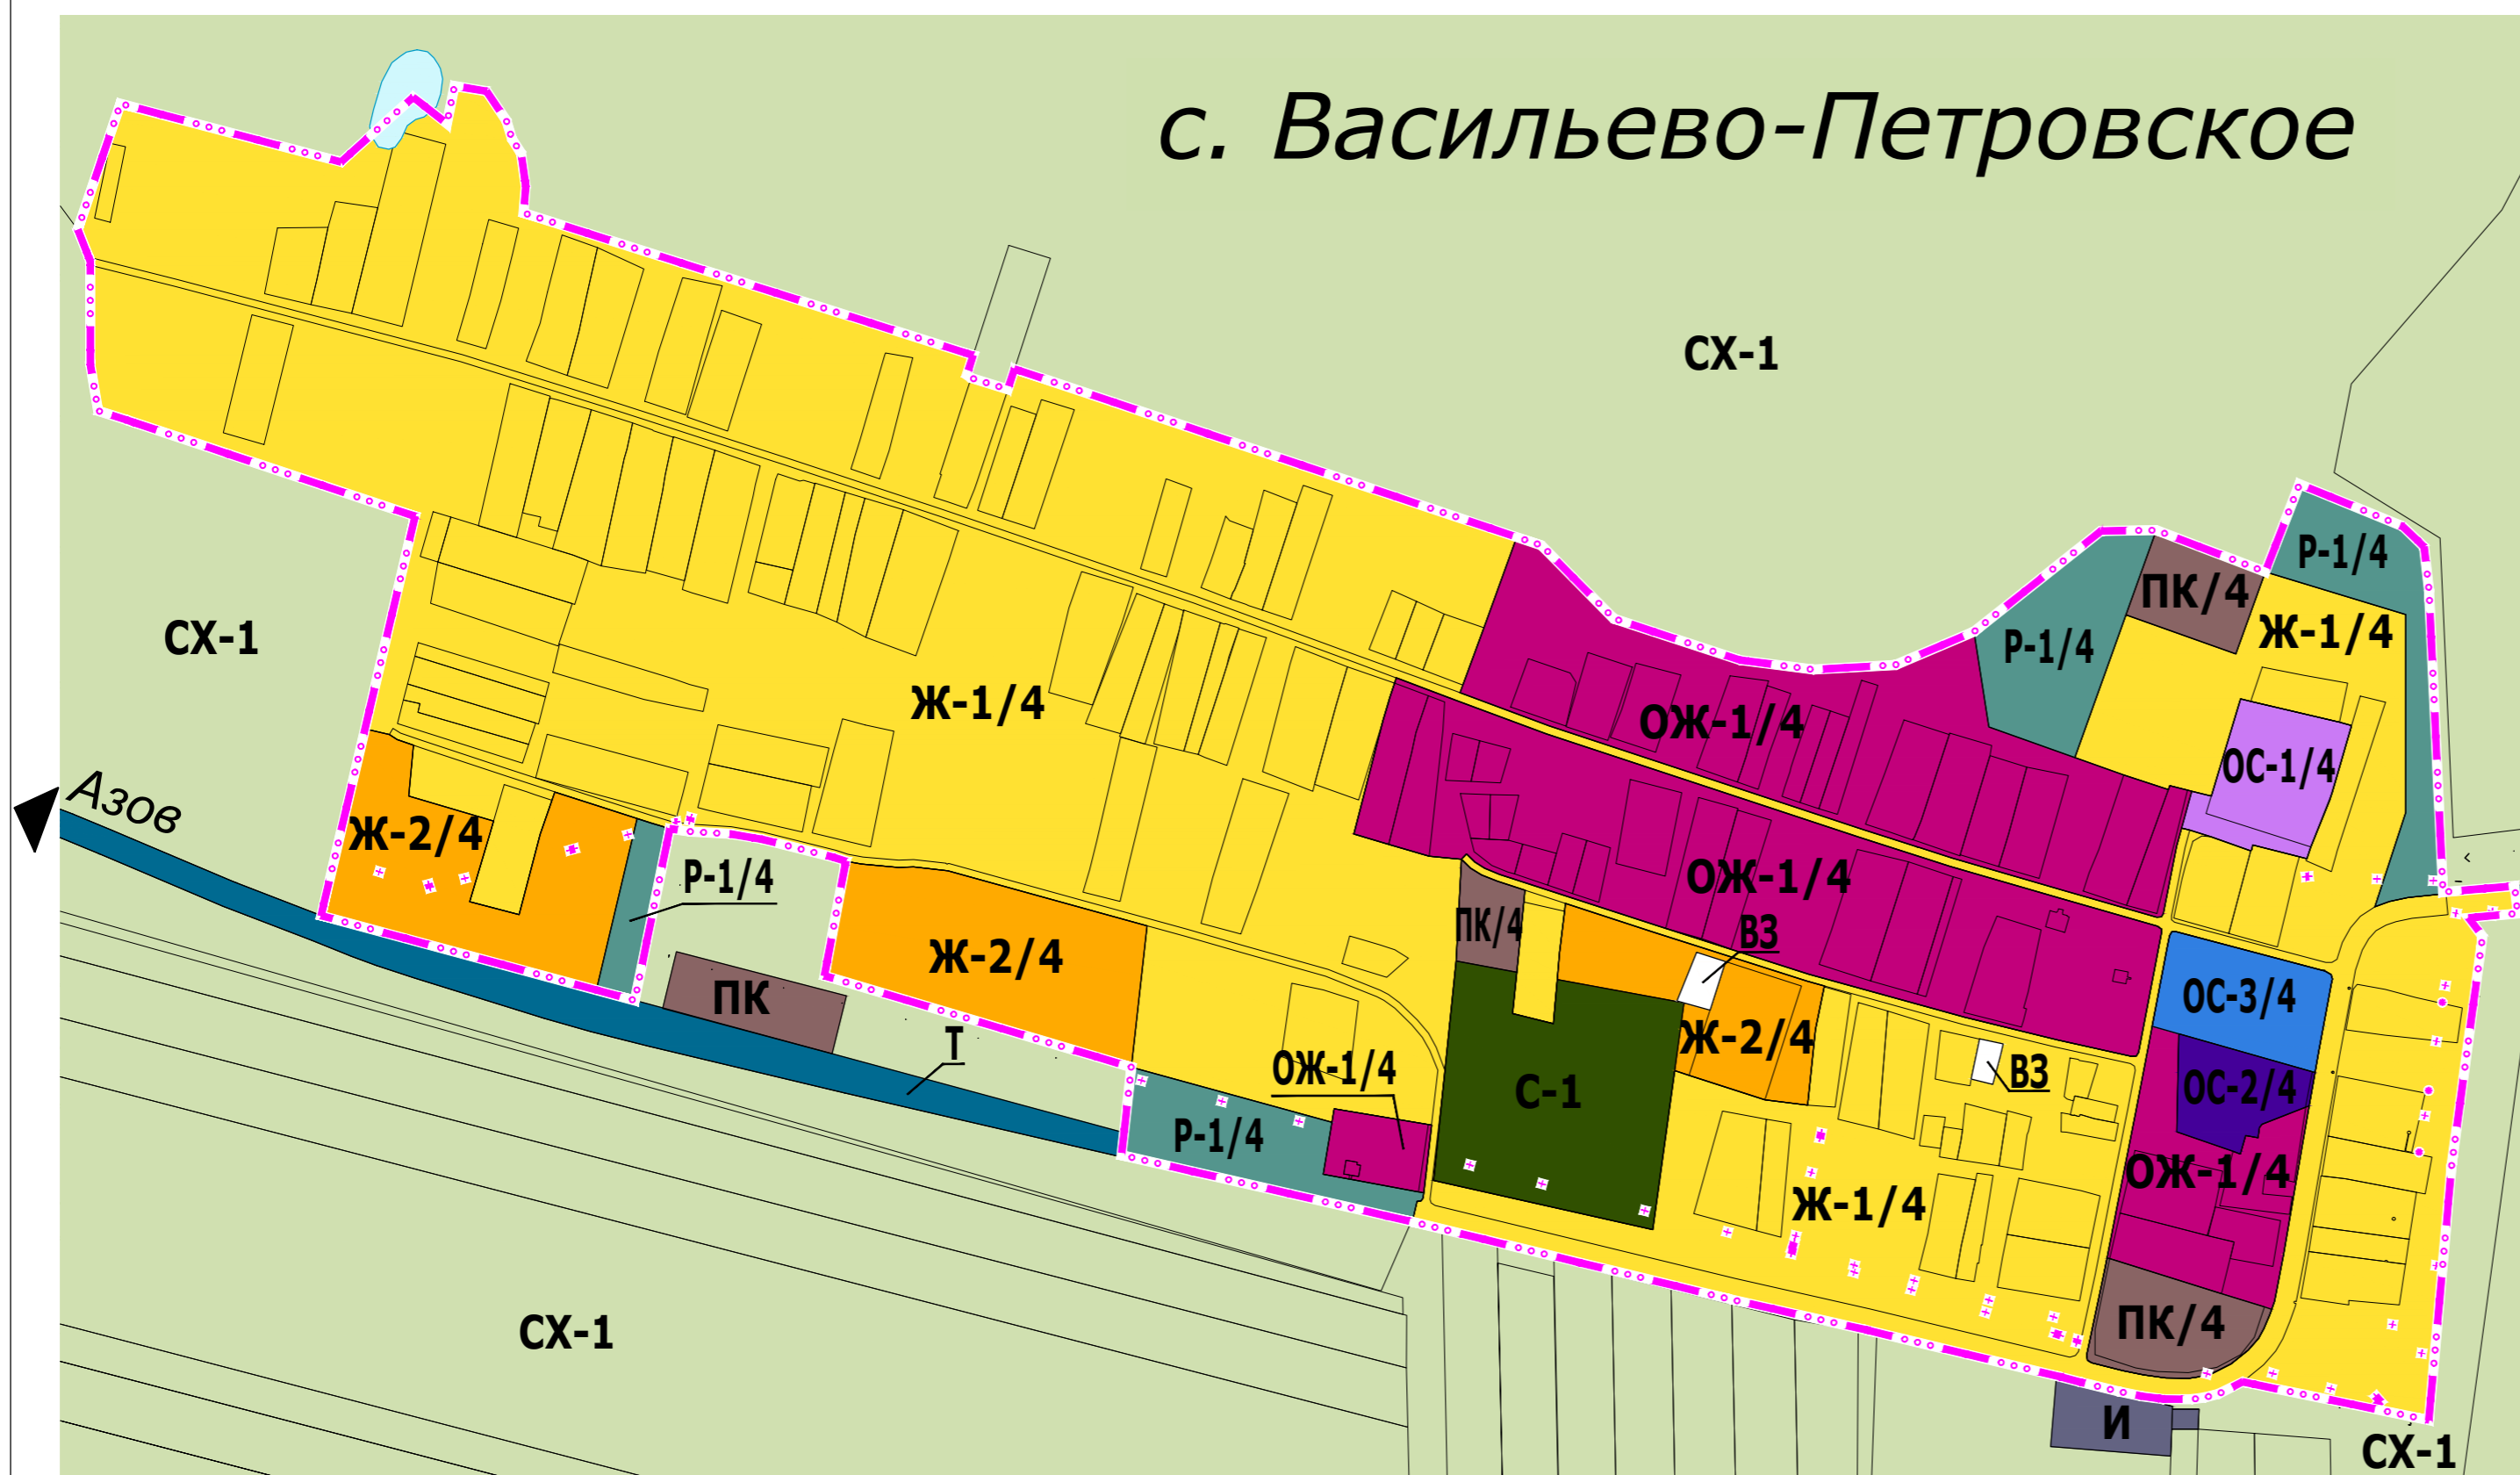 с. Васильево-Петровское
СХ-1
Р-1/4
ПК/4
Ж-1/4
Р-1/4
СХ-1
Ж-1/4
ОЖ-1/4
ОС-1/4
Азов
Ж-2/4
Р-1/4
ОЖ-1/4
ПК/4
ВЗ
Ж-2/4
ПК
ОС-3/4
Т
Ж-2/4
ОЖ-1/4
ВЗ
С-1
ОС-2/4
Р-1/4
ОЖ-1/4
Ж-1/4
СХ-1
ПК/4
И
СХ-1